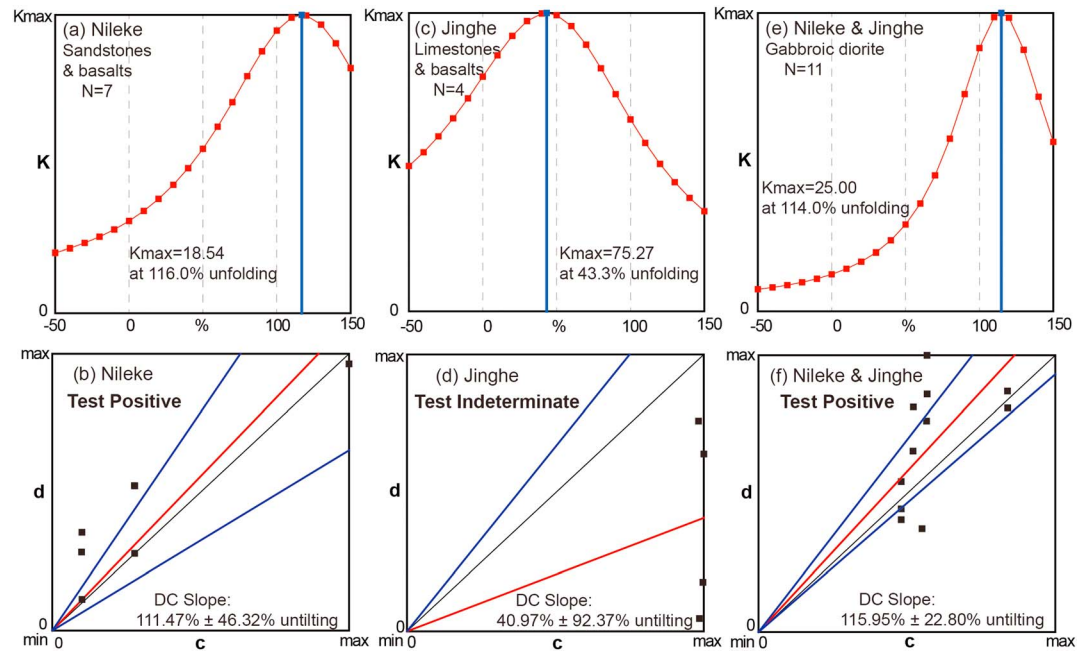 Kmax
(a) Nileke
Sandstones
& basalts
N=7
K
Kmax=18.54
at 116.0% unfolding
0
-50
0
%
100
150
Kmax
(c) Jinghe
Limestones
& basalts
N=4
K
Kmax=75.27
at 43.3% unfolding
0
-50
0
%
100
150
Kmax
(e) Nileke & Jinghe
Gabbroic diorite
N=11
K
Kmax=25.00
at 114.0% unfolding
0
-50
0
%
100
150
max
(b) Nileke
Test Positive
d
DC Slope:
111.47% ± 46.32% untilting
0
min 0
c
max
max
(d) Jinghe
Test Indeterminate
d
DC Slope:
40.97% ± 92.37% untilting
0
min 0
c
max
max
(f) Nileke & Jinghe
Test Positive
d
DC Slope:
115.95% ± 22.80% untilting
0
min 0
c
max